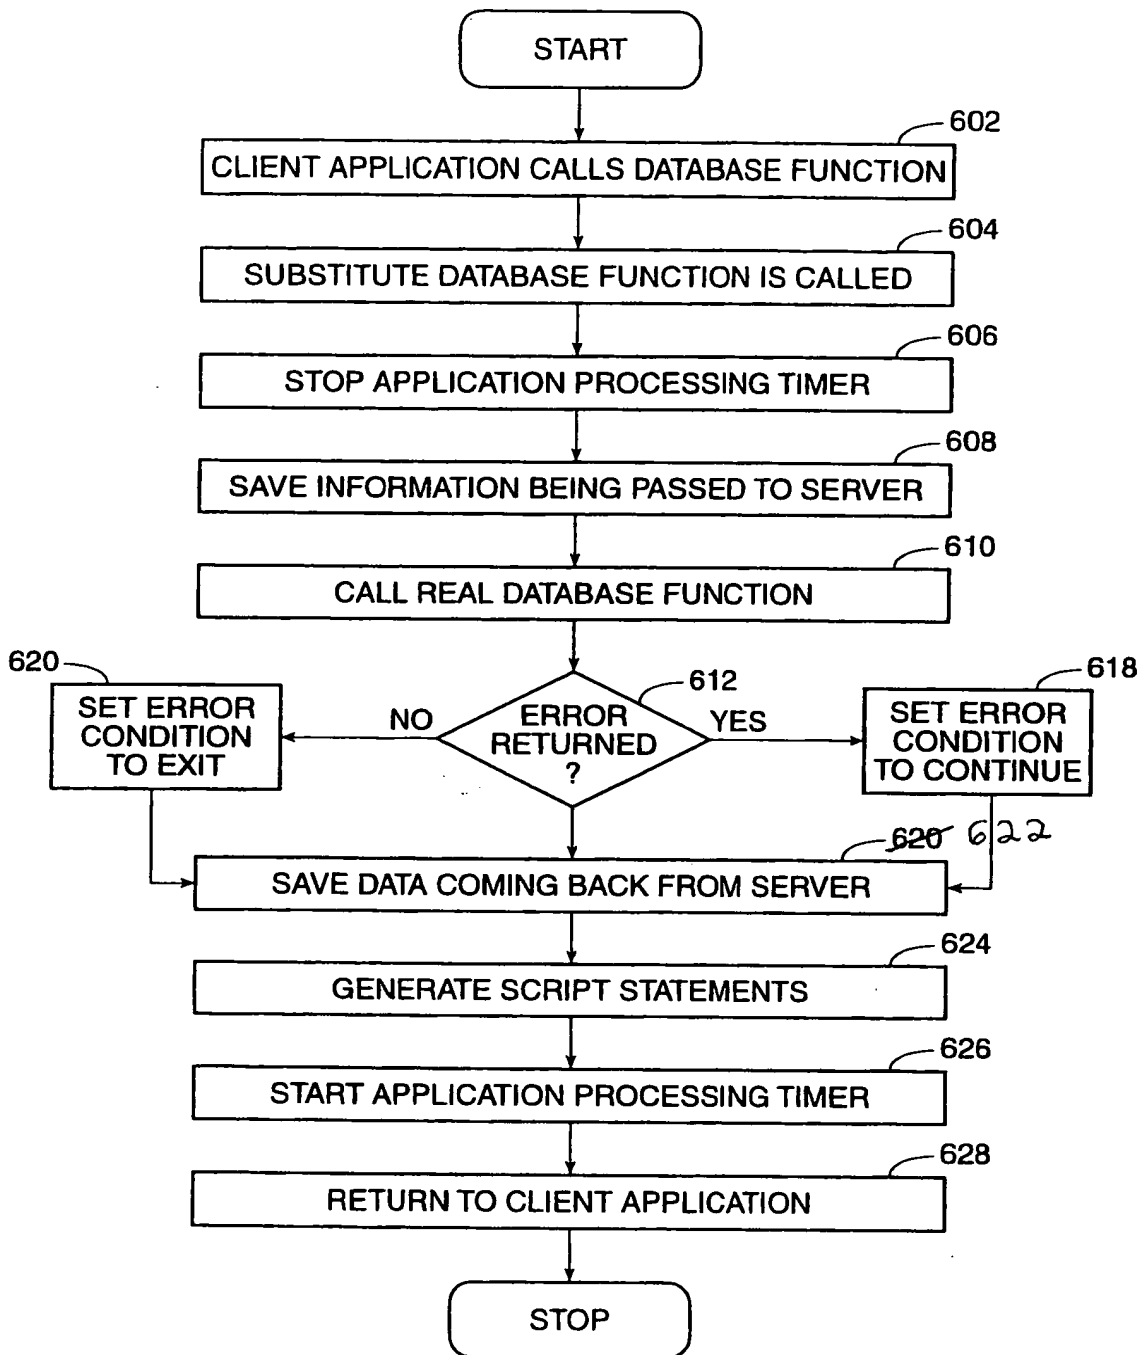 START
602
CLIENT APPLICATION CALLS DATABASE FUNCTION
604
SUBSTITUTE DATABASE FUNCTION IS CALLED
606
STOP APPLICATION PROCESSING TIMER
608
SAVE INFORMATION BEING PASSED TO SERVER
610
CALL REAL DATABASE FUNCTION
620
SET ERROR
CONDITION
TO EXIT
NO
612
ERROR
RETURNED
?
YES
618
SET ERROR
CONDITION
TO CONTINUE
620 622
SAVE DATA COMING BACK FROM SERVER
624
GENERATE SCRIPT STATEMENTS
626
START APPLICATION PROCESSING TIMER
628
RETURN TO CLIENT APPLICATION
STOP